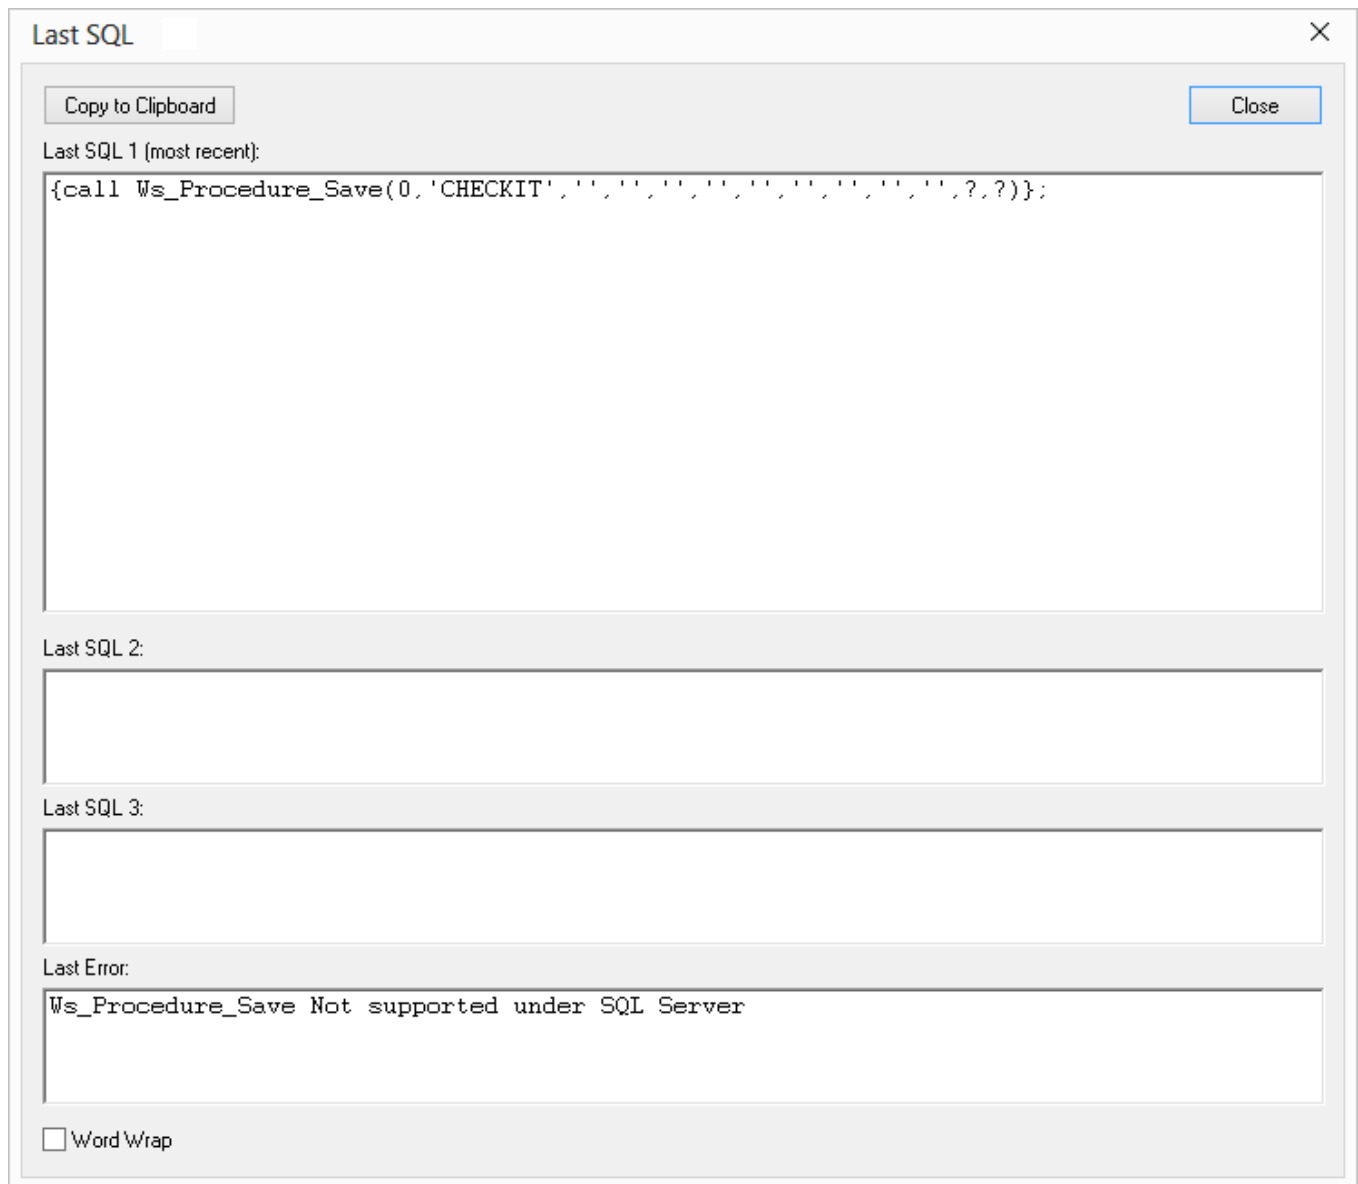 Last SQL
Copy to Clipboard
Close
Last SQL 1 (most recent):
{call Ws_Procedure_Save(0,'CHECKIT','','','','','','','','','',?,?)};
Last SQL 2:
Last SQL 3:
Last Error:
Ws_Procedure_Save Not supported under SQL Server
Word Wrap